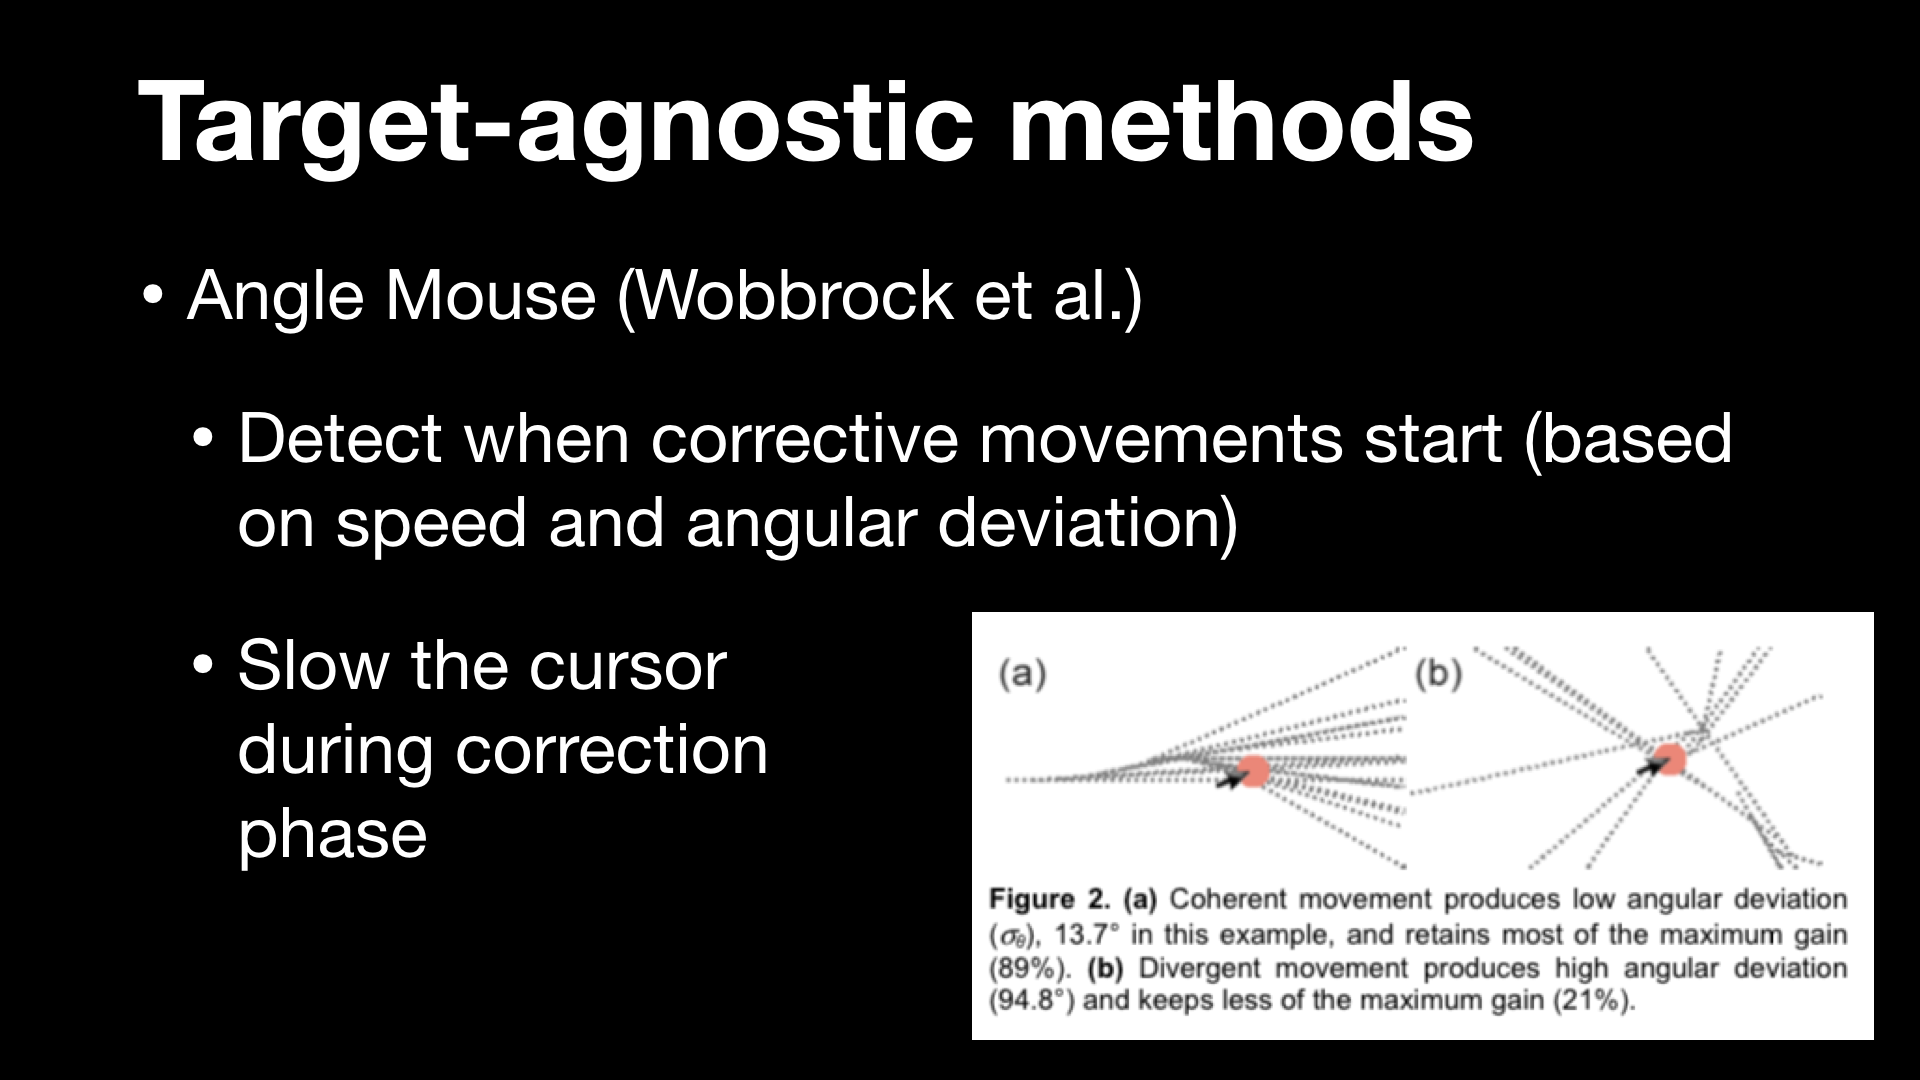 Target-agnostic methods
• Angle Mouse (Wobbrock et al.)
• Detect when corrective movements start (based
on speed and angular deviation)
• Slow the cursor
during correction
phase
(a)
(b)
Figure 2. (a) Coherent movement produces low angular deviation
(σθ), 13.7° in this example, and retains most of the maximum gain
(89%). (b) Divergent movement produces high angular deviation
(94.8°) and keeps less of the maximum gain (21%).